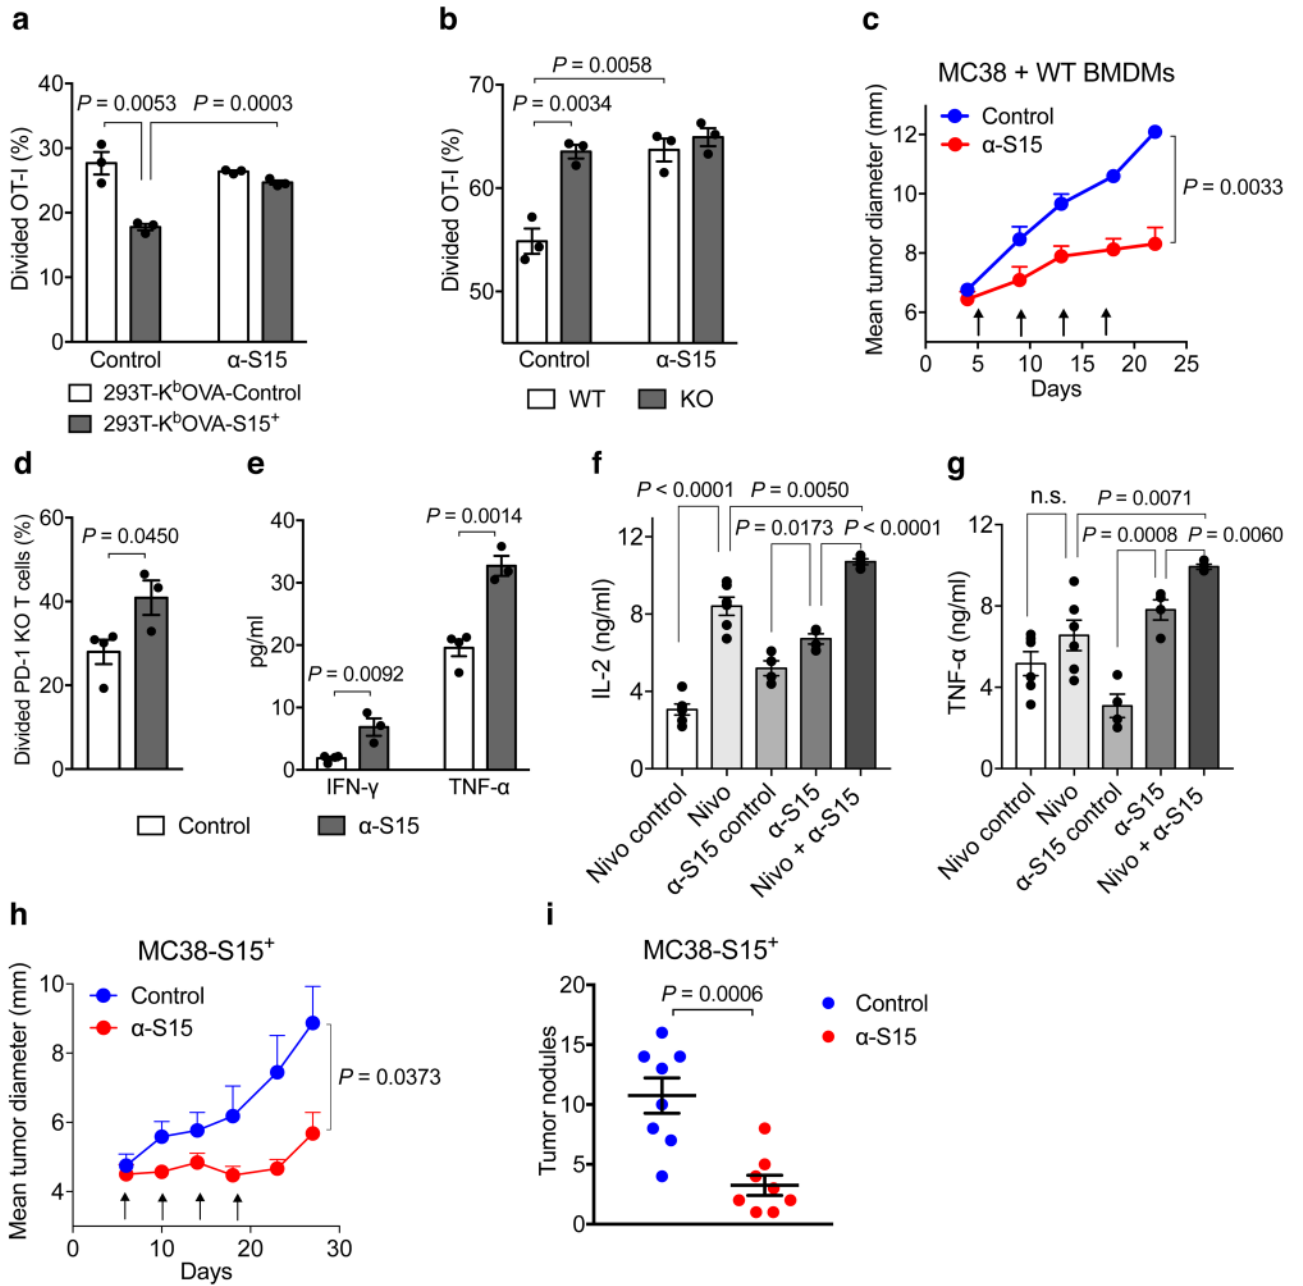 a
Divided OT-I (%)
40
30
20
10
0
P = 0.0053 P = 0.0003
Control α-S15
293T-KᵇOVA-Control
293T-KᵇOVA-S15⁺
b
Divided OT-I (%)
70
60
50
P = 0.0058
P = 0.0034
Control α-S15
WT KO
c
MC38 + WT BMDMs
Mean tumor diameter (mm)
12
10
8
6
Control
α-S15
P = 0.0033
0 5 10 15 20 25
Days
d
Divided PD-1 KO T cells (%)
60
40
20
0
P = 0.0450
e
pg/ml
40
30
20
10
0
P = 0.0014
P = 0.0092
IFN-γ TNF-α
Control α-S15
f
IL-2 (ng/ml)
12
8
4
0
P < 0.0001 P = 0.0050
P = 0.0173 P < 0.0001
Nivo control
Nivo
α-S15 control
α-S15
Nivo + α-S15
g
TNF-α (ng/ml)
12
8
4
0
n.s. P = 0.0071
P = 0.0008 P = 0.0060
Nivo control
Nivo
α-S15 control
α-S15
Nivo + α-S15
h
MC38-S15⁺
Mean tumor diameter (mm)
10
8
6
4
Control
α-S15
P = 0.0373
0 10 20 30
Days
i
MC38-S15⁺
Tumor nodules
20
15
10
5
0
P = 0.0006
Control
α-S15